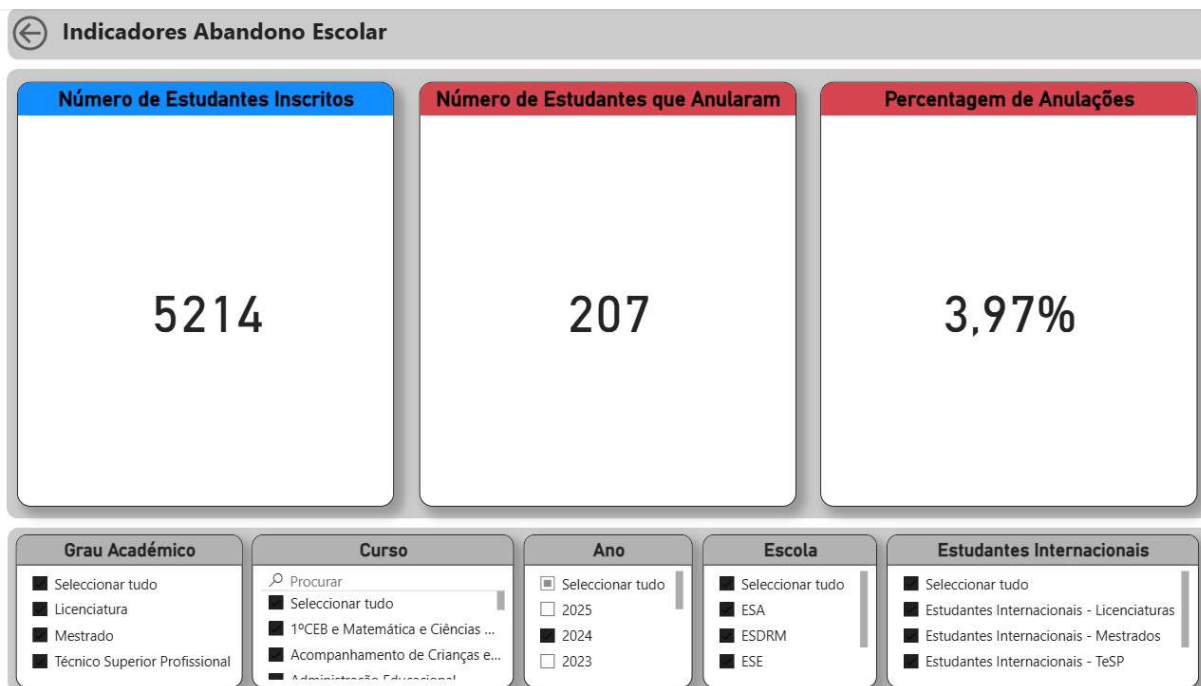 Indicadores Abandono Escolar
Número de Estudantes Inscritos
5214
Número de Estudantes que Anularam
207
Percentagem de Anulações
3,97%
Grau Académico
Seleccionar tudo
Licenciatura
Mestrado
Técnico Superior Profissional
Curso
Procurar
Seleccionar tudo
1ºCEB e Matemática e Ciências ...
Acompanhamento de Crianças e...
Administração Educacional
Ano
Seleccionar tudo
2025
2024
2023
Escola
Seleccionar tudo
ESA
ESDRM
ESE
Estudantes Internacionais
Seleccionar tudo
Estudantes Internacionais - Licenciaturas
Estudantes Internacionais - Mestrados
Estudantes Internacionais - TeSP